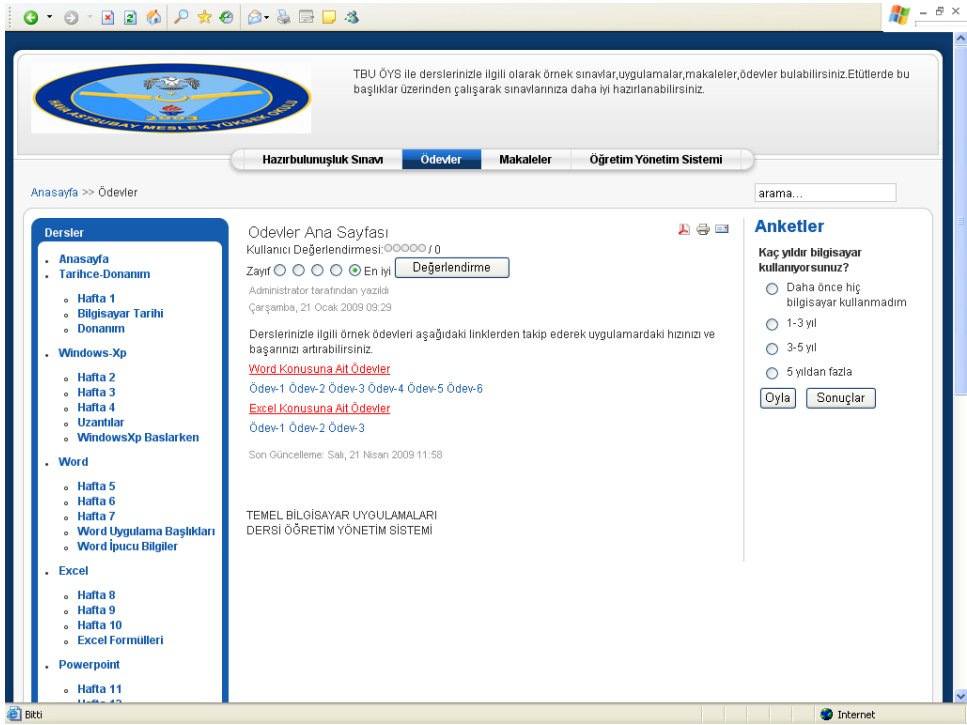 TBU ÖYS ile derslerinizle ilgili olarak örnek sınavlar,uygulamalar,makaleler,ödevler bulabilirsiniz.Etütlerde bu
başlıklar üzerinden çalışarak sınavlarınıza daha iyi hazırlanabilirsiniz.
HAVA ASTSUBAY MESLEK YÜKSEK OKULU
2003
Hazırbulunuşluk Sınavı Ödevler Makaleler Öğretim Yönetim Sistemi
Anasayfa >> Ödevler
arama...
Dersler
Anasayfa
Tarihce-Donanım
Hafta 1
Bilgisayar Tarihi
Donanım
Windows-Xp
Hafta 2
Hafta 3
Hafta 4
Uzantılar
WindowsXp Baslarken
Word
Hafta 5
Hafta 6
Hafta 7
Word Uygulama Başlıkları
Word İpucu Bilgiler
Excel
Hafta 8
Hafta 9
Hafta 10
Excel Formülleri
Powerpoint
Hafta 11
Ödevler Ana Sayfası
Kullanıcı Değerlendirmesi: / 0
Zayıf En iyi Değerlendirme
Administrator tarafından yazıldı
Çarşamba, 21 Ocak 2009 09:29
Derslerinizle ilgili örnek ödevleri aşağıdaki linklerden takip ederek uygulamardaki hızınızı ve
başarınızı artırabilirsiniz.
Word Konusuna Ait Ödevler
Ödev-1 Ödev-2 Ödev-3 Ödev-4 Ödev-5 Ödev-6
Excel Konusuna Ait Ödevler
Ödev-1 Ödev-2 Ödev-3
Son Güncelleme: Salı, 21 Nisan 2009 11:58
TEMEL BİLGİSAYAR UYGULAMALARI
DERSİ ÖĞRETİM YÖNETİM SİSTEMİ
Anketler
Kaç yıldır bilgisayar
kullanıyorsunuz?
Daha önce hiç
bilgisayar kullanmadım
1-3 yıl
3-5 yıl
5 yıldan fazla
Oyla Sonuçlar
Bitti
Internet